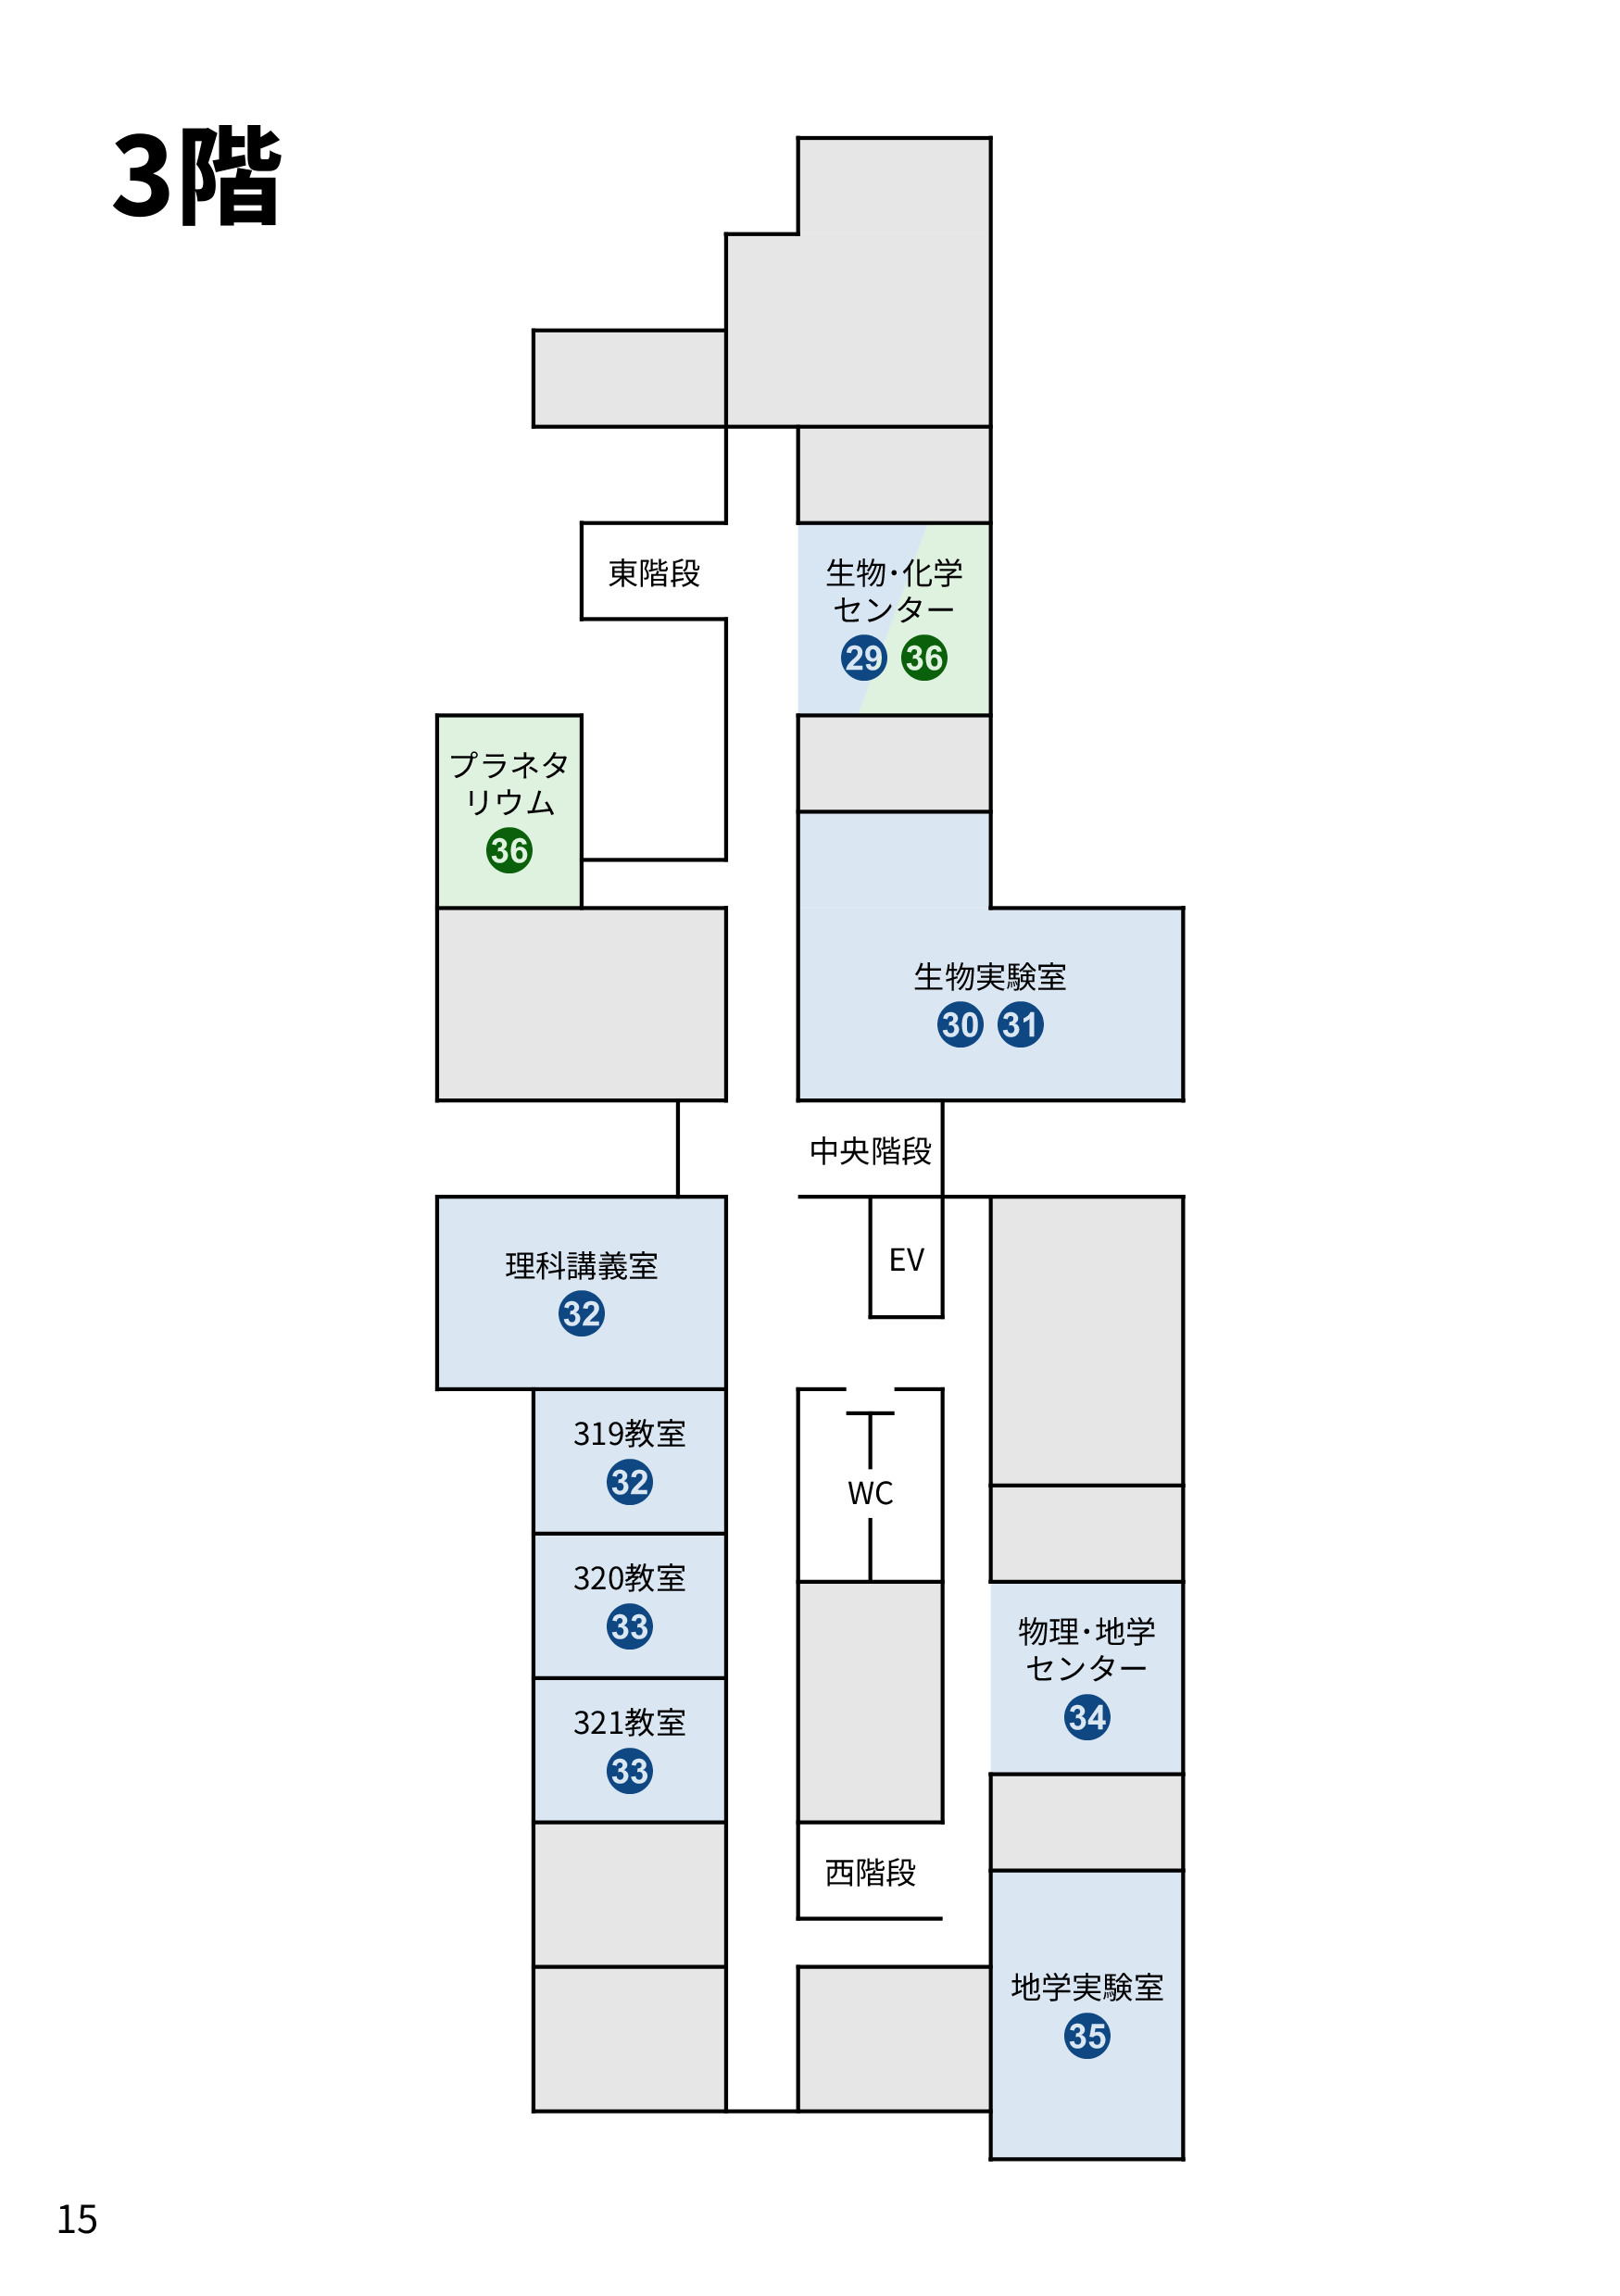 3階
東階段
生物・化学
センター
29 36
プラネタ
リウム
36
生物実験室
30 31
中央階段
理科講義室
32
EV
319教室
32
WC
320教室
33
物理・地学
センター
34
321教室
33
西階段
地学実験室
35
15